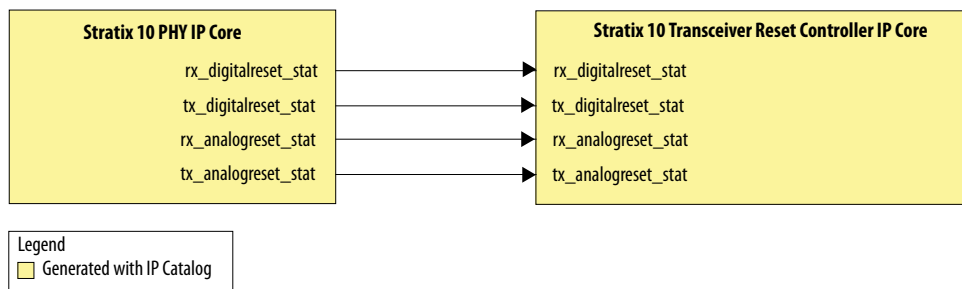 Stratix 10 PHY IP Core
rx_digitalreset_stat
tx_digitalreset_stat
rx_analogreset_stat
tx_analogreset_stat
Stratix 10 Transceiver Reset Controller IP Core
rx_digitalreset_stat
tx_digitalreset_stat
rx_analogreset_stat
tx_analogreset_stat
Legend
Generated with IP Catalog